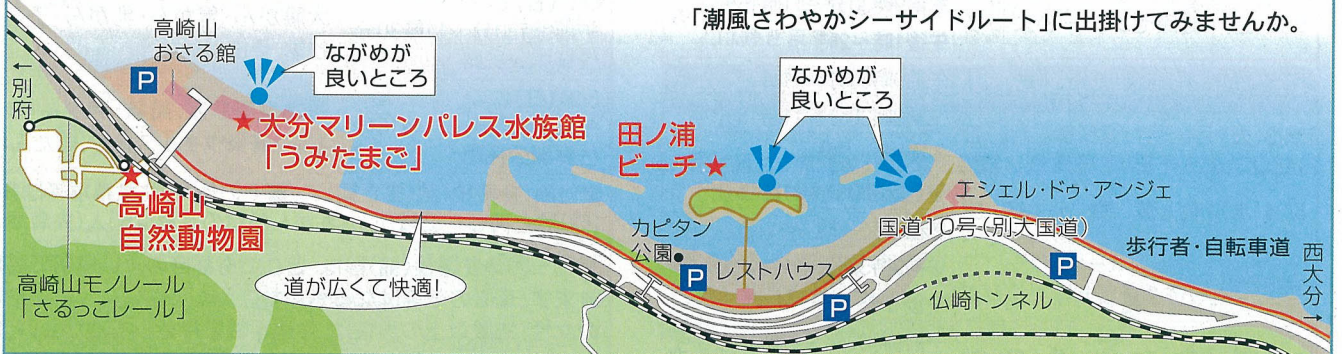 「潮風さわやかシーサイドルート」に出掛けてみませんか。
高崎山
おさる館
ながめが
良いところ
P
←
別府
★大分マリーンパレス水族館
「うみたまご」
★
高崎山
自然動物園
高崎山モノレール
「さるっこレール」
道が広くて快適!
田ノ浦
ビーチ★
ながめが
良いところ
カピタン
公園●
P
レストハウス
P
エシェル・ドゥ・アンジェ
国道10号(別大国道)
歩行者・自転車道
P
仏崎トンネル
西大分
→